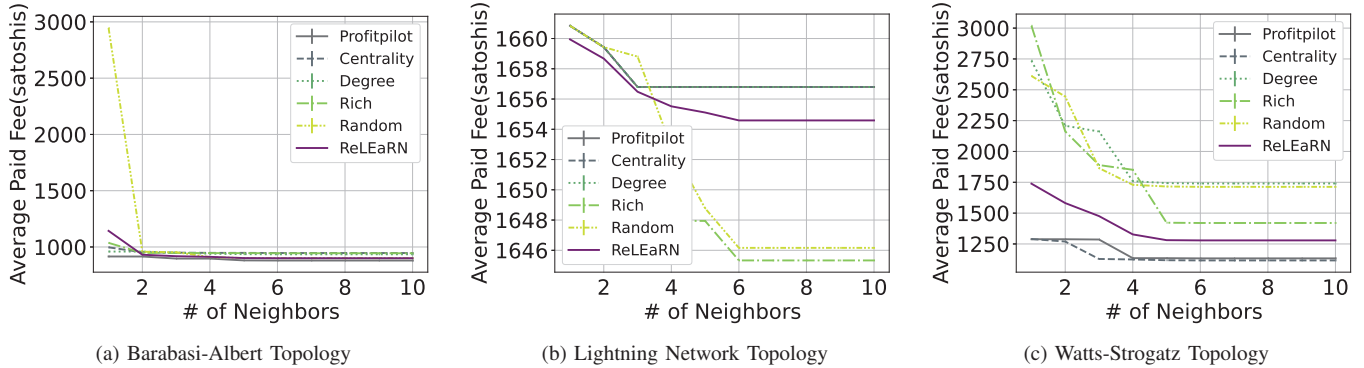 Average Paid Fee(satoshis)
3000
2500
2000
1500
1000
2 4 6 8 10
# of Neighbors
Profitpilot
Centrality
Degree
Rich
Random
ReLEaRN
(a) Barabasi-Albert Topology
Average Paid Fee(satoshis)
1660
1658
1656
1654
1652
1650
1648
1646
2 4 6 8 10
# of Neighbors
Profitpilot
Centrality
Degree
Rich
Random
ReLEaRN
(b) Lightning Network Topology
Average Paid Fee(satoshis)
3000
2750
2500
2250
2000
1750
1500
1250
2 4 6 8 10
# of Neighbors
Profitpilot
Centrality
Degree
Rich
Random
ReLEaRN
(c) Watts-Strogatz Topology